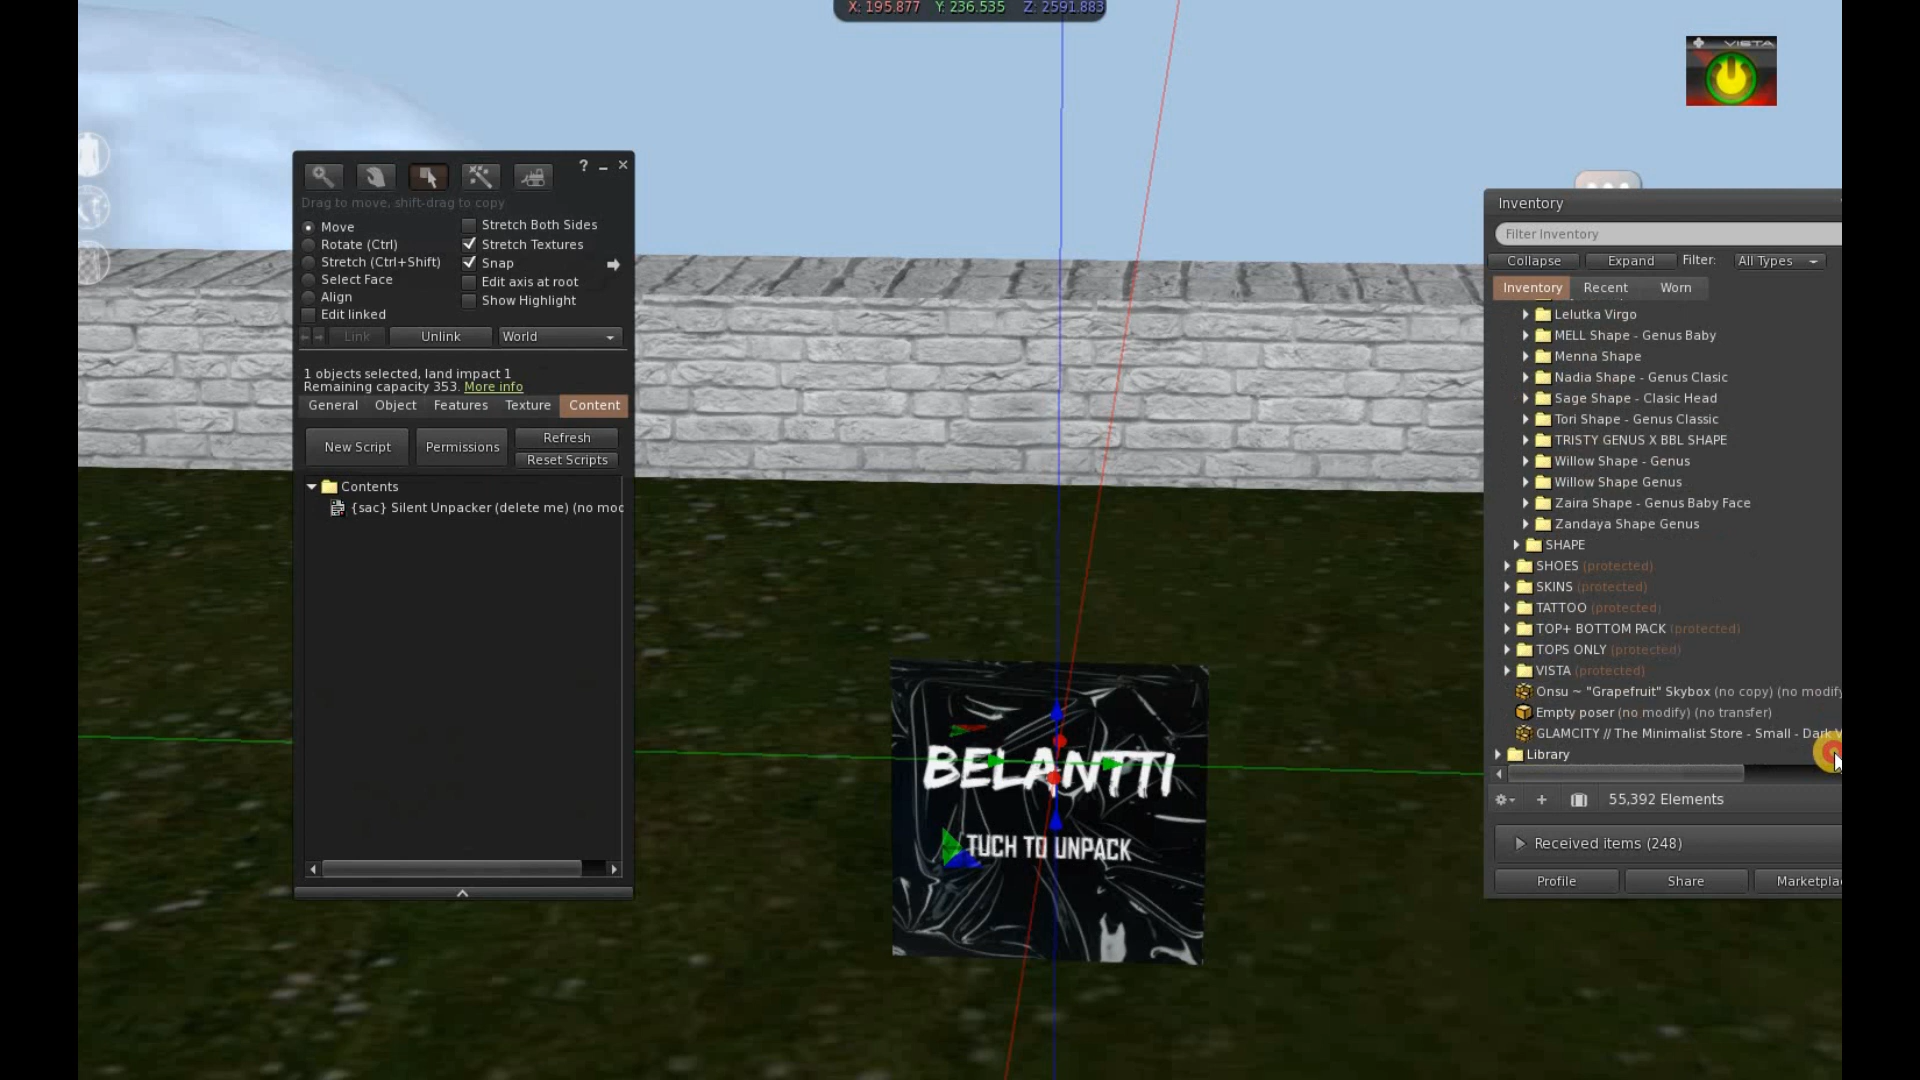 X: 195.877 Y: 236.535 Z: 2591.883
VISTA
? _ ×
Drag to move, shift-drag to copy
Move
Rotate (Ctrl)
Stretch (Ctrl+Shift)
Select Face
Align
Edit linked
Stretch Both Sides
Stretch Textures
Snap
Edit axis at root
Show Highlight
Link Unlink World
1 objects selected, land impact 1
Remaining capacity 353. More info
General Object Features Texture Content
New Script Permissions Refresh
Reset Scripts
Contents
{sac} Silent Unpacker (delete me) (no mod
BELANTTI
TUCH TO UNPACK
Inventory
Filter Inventory
Collapse Expand Filter: All Types
Inventory Recent Worn
Lelutka Virgo
MELL Shape - Genus Baby
Menna Shape
Nadia Shape - Genus Clasic
Sage Shape - Clasic Head
Tori Shape - Genus Classic
TRISTY GENUS X BBL SHAPE
Willow Shape - Genus
Willow Shape Genus
Zaira Shape - Genus Baby Face
Zandaya Shape Genus
SHAPE
SHOES (protected)
SKINS (protected)
TATTOO (protected)
TOP+ BOTTOM PACK (protected)
TOPS ONLY (protected)
VISTA (protected)
Onsu ~ "Grapefruit" Skybox (no copy) (no modify
Empty poser (no modify) (no transfer)
GLAMCITY // The Minimalist Store - Small - Dark V
Library
55,392 Elements
Received items (248)
Profile Share Marketplac